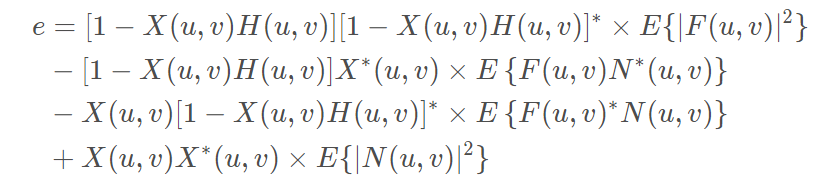 e = [1 − X(u, v)H(u, v)][1 − X(u, v)H(u, v)]* × E{|F(u, v)|²}
− [1 − X(u, v)H(u, v)]X*(u, v) × E {F(u, v)N*(u, v)}
− X(u, v)[1 − X(u, v)H(u, v)]* × E {F(u, v)*N(u, v)}
+ X(u, v)X*(u, v) × E{|N(u, v)|²}